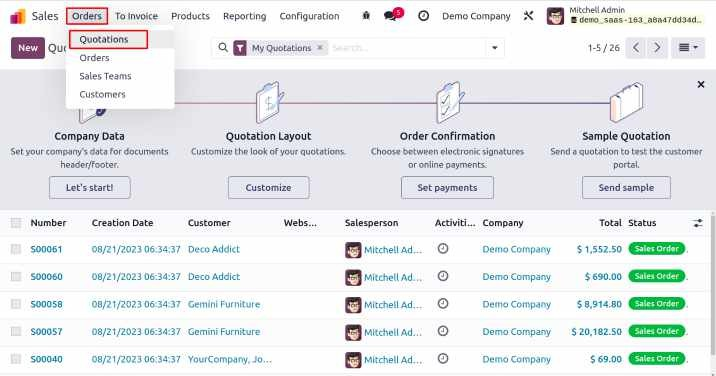 Sales Orders To Invoice Products Reporting Configuration 5 Demo Company Mitchell Admin
demo_saas-163_a8a47dd34d…
New Quo
Quotations
My Quotations × Search... 1-5 / 26
Orders
Sales Teams
Customers
Company Data Quotation Layout Order Confirmation Sample Quotation
Set your company's data for documents Customize the look of your quotations. Choose between electronic signatures Send a quotation to test the customer
header/footer. or online payments. portal.
Let's start! Customize Set payments Send sample
Number Creation Date Customer Webs... Salesperson Activiti... Company Total Status
S00061 08/21/2023 06:34:37 Deco Addict Mitchell Ad... Demo Company $ 1,552.50 Sales Order
S00060 08/21/2023 06:34:37 Deco Addict Mitchell Ad... Demo Company $ 690.00 Sales Order
S00058 08/21/2023 06:34:37 Gemini Furniture Mitchell Ad... Demo Company $ 8,914.80 Sales Order
S00057 08/21/2023 06:34:37 Gemini Furniture Mitchell Ad... Demo Company $ 20,182.50 Sales Order
S00040 08/21/2023 06:34:37 YourCompany, Jo... Mitchell Ad... Demo Company $ 69.00 Sales Order